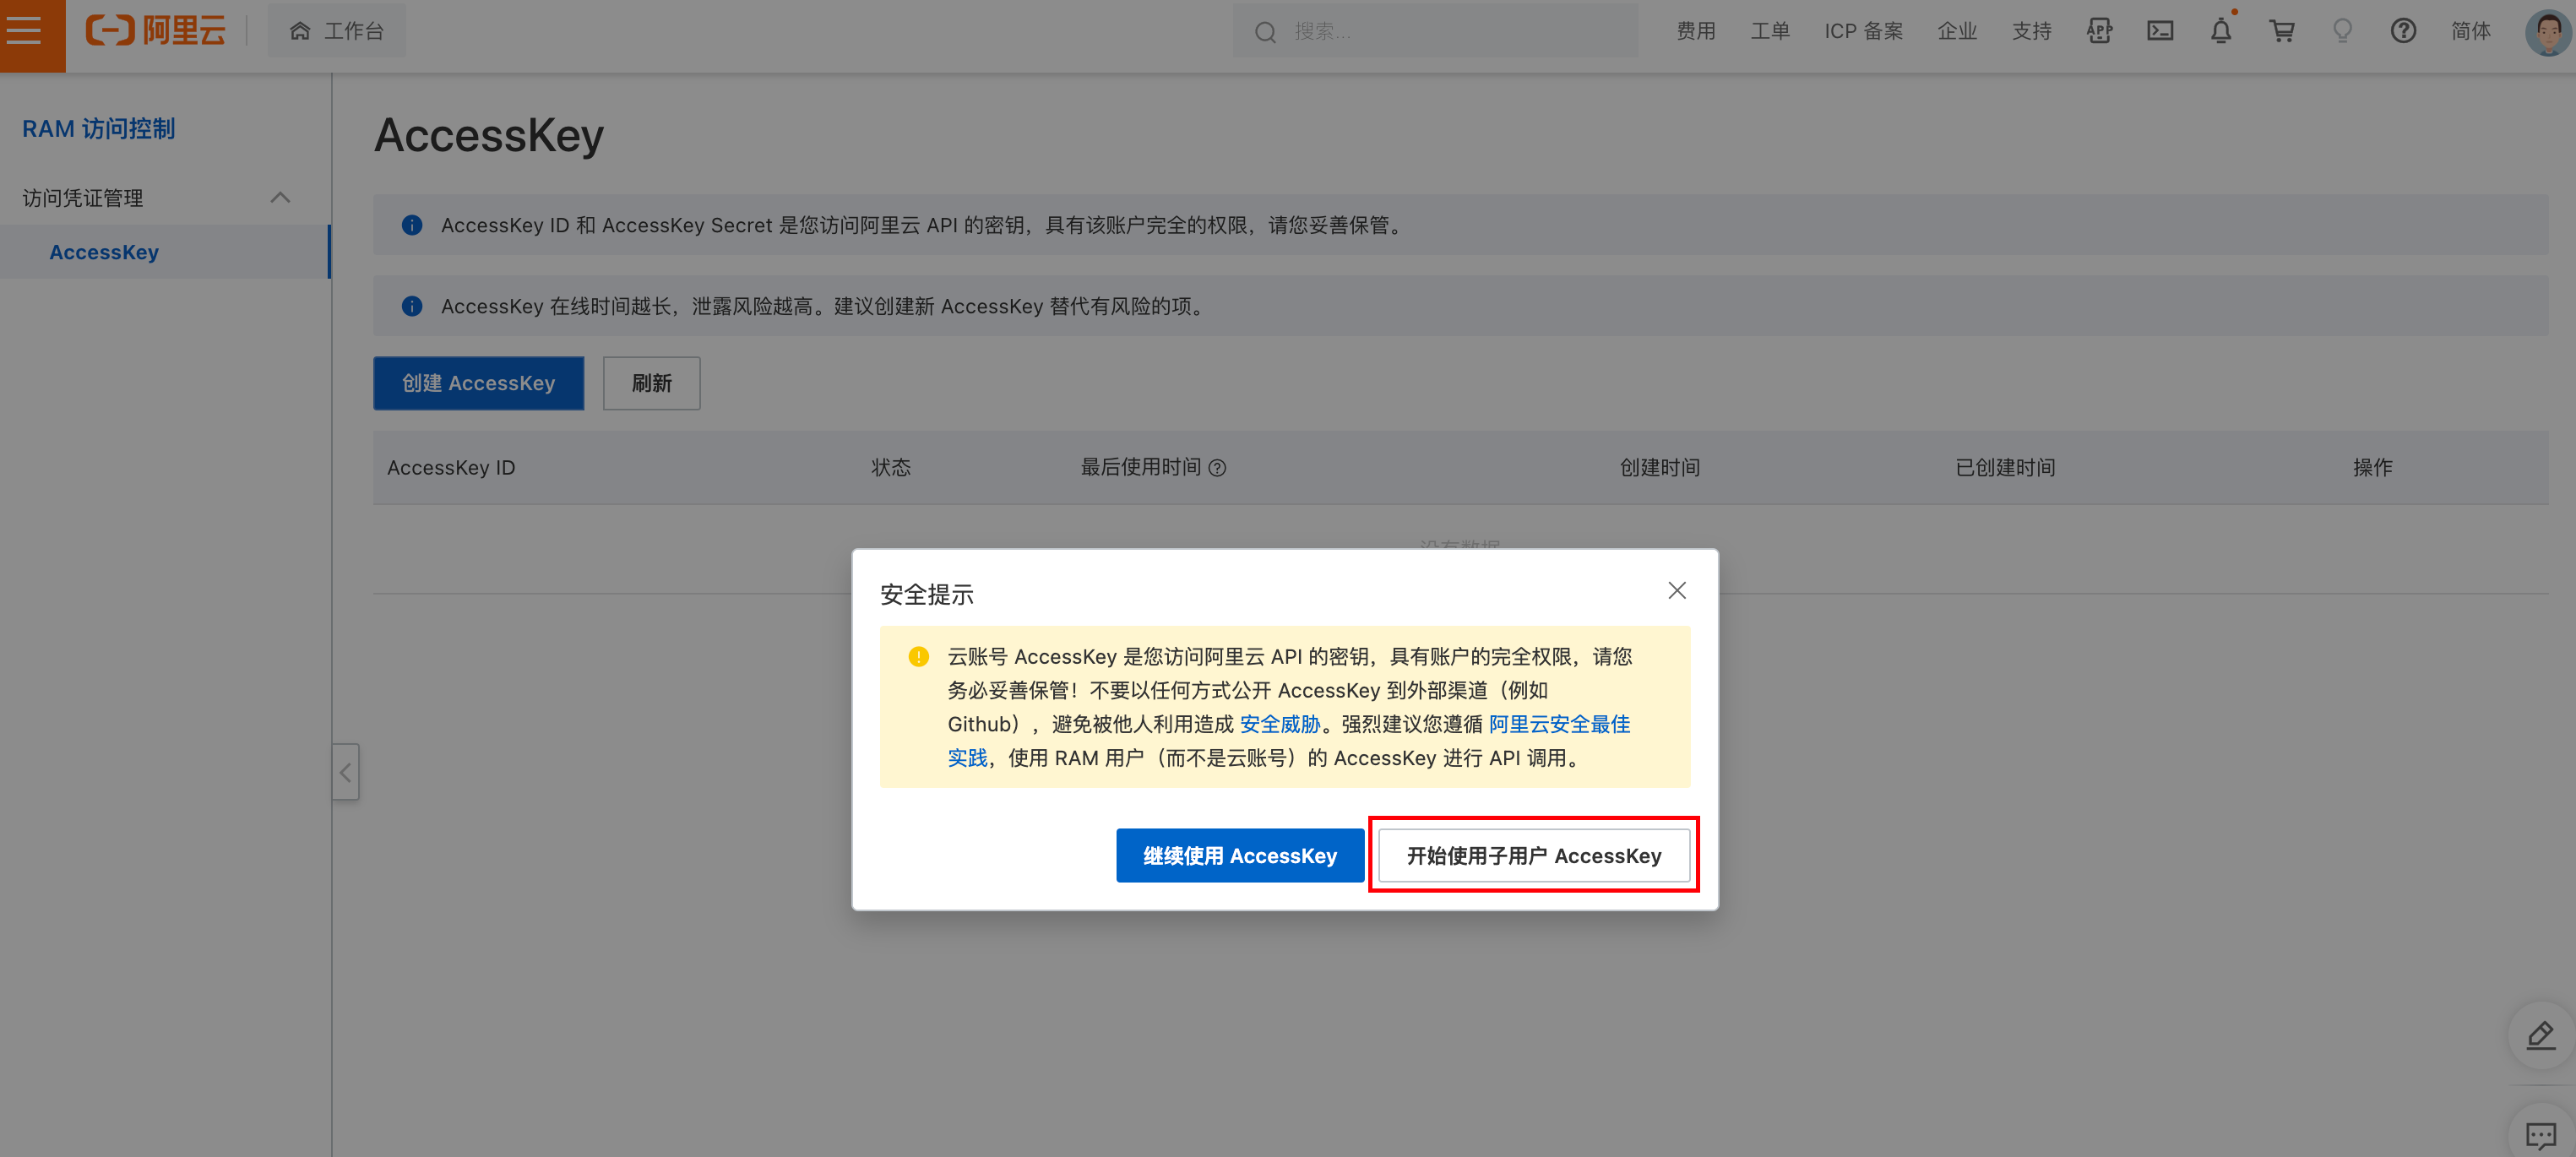 阿里云
工作台
搜索...
费用
工单
ICP 备案
企业
支持
APP
简体
RAM 访问控制
访问凭证管理
AccessKey
AccessKey
AccessKey ID 和 AccessKey Secret 是您访问阿里云 API 的密钥，具有该账户完全的权限，请您妥善保管。
AccessKey 在线时间越长，泄露风险越高。建议创建新 AccessKey 替代有风险的项。
创建 AccessKey
刷新
AccessKey ID
状态
最后使用时间
创建时间
已创建时间
操作
没有数据
安全提示
云账号 AccessKey 是您访问阿里云 API 的密钥，具有账户的完全权限，请您
务必妥善保管！不要以任何方式公开 AccessKey 到外部渠道（例如
Github），避免被他人利用造成 安全威胁。强烈建议您遵循 阿里云安全最佳
实践，使用 RAM 用户（而不是云账号）的 AccessKey 进行 API 调用。
继续使用 AccessKey
开始使用子用户 AccessKey